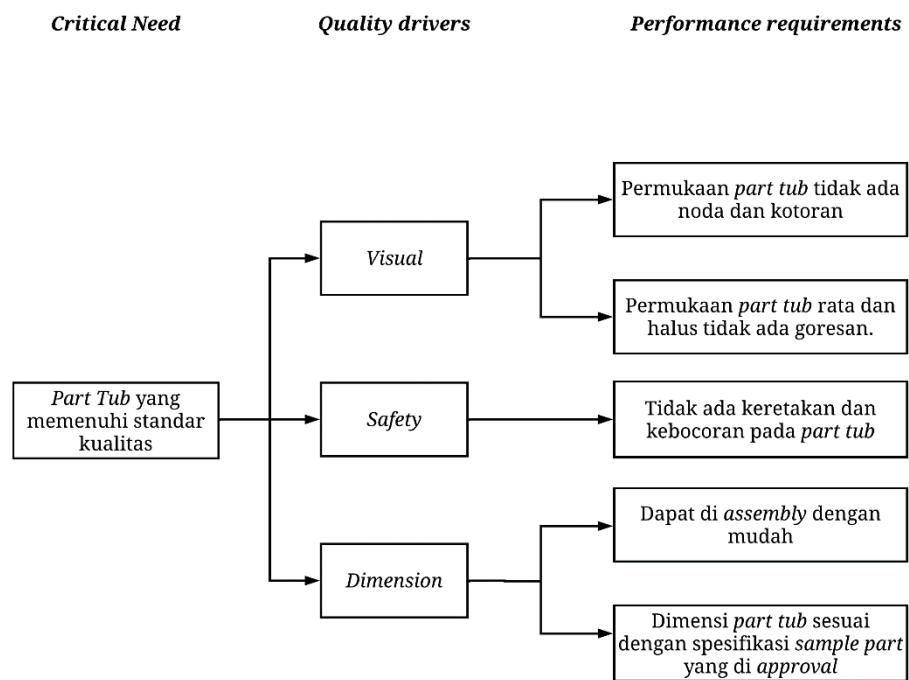 Critical Need
Quality drivers
Performance requirements
Permukaan part tub tidak ada
noda dan kotoran
Visual
Permukaan part tub rata dan
halus tidak ada goresan.
Part Tub yang
memenuhi standar
kualitas
Safety
Tidak ada keretakan dan
kebocoran pada part tub
Dapat di assembly dengan
mudah
Dimension
Dimensi part tub sesuai
dengan spesifikasi sample part
yang di approval